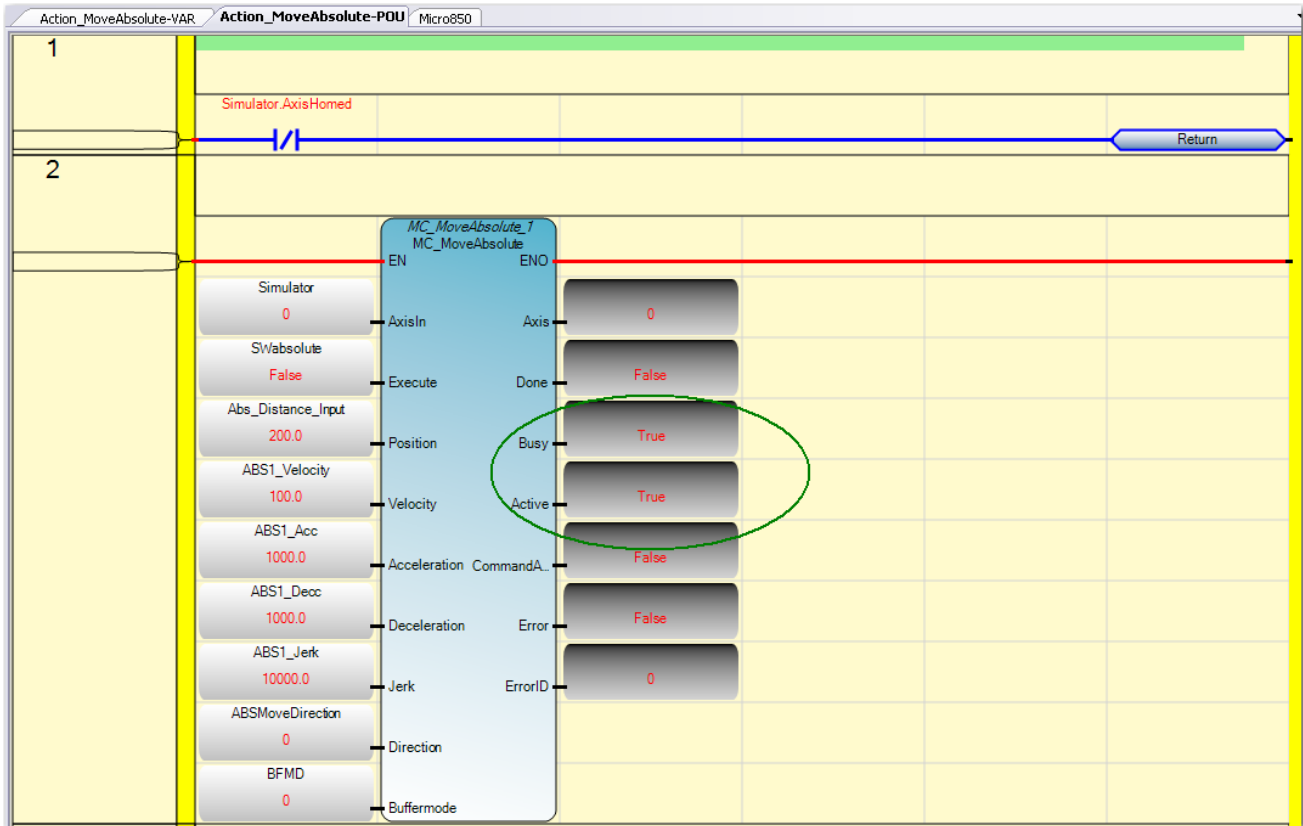 Action_MoveAbsolute-VAR Action_MoveAbsolute-POU Micro850
1
Simulator.AxisHomed
Return
2
MC_MoveAbsolute_1
MC_MoveAbsolute
EN ENO
Simulator
0 0
AxisIn Axis
SWabsolute
False False
Execute Done
Abs_Distance_Input
200.0 True
Position Busy
ABS1_Velocity
100.0 True
Velocity Active
ABS1_Acc
1000.0 False
Acceleration CommandA...
ABS1_Decc
1000.0 False
Deceleration Error
ABS1_Jerk
10000.0 0
Jerk ErrorID
ABSMoveDirection
0
Direction
BFMD
0
Buffermode